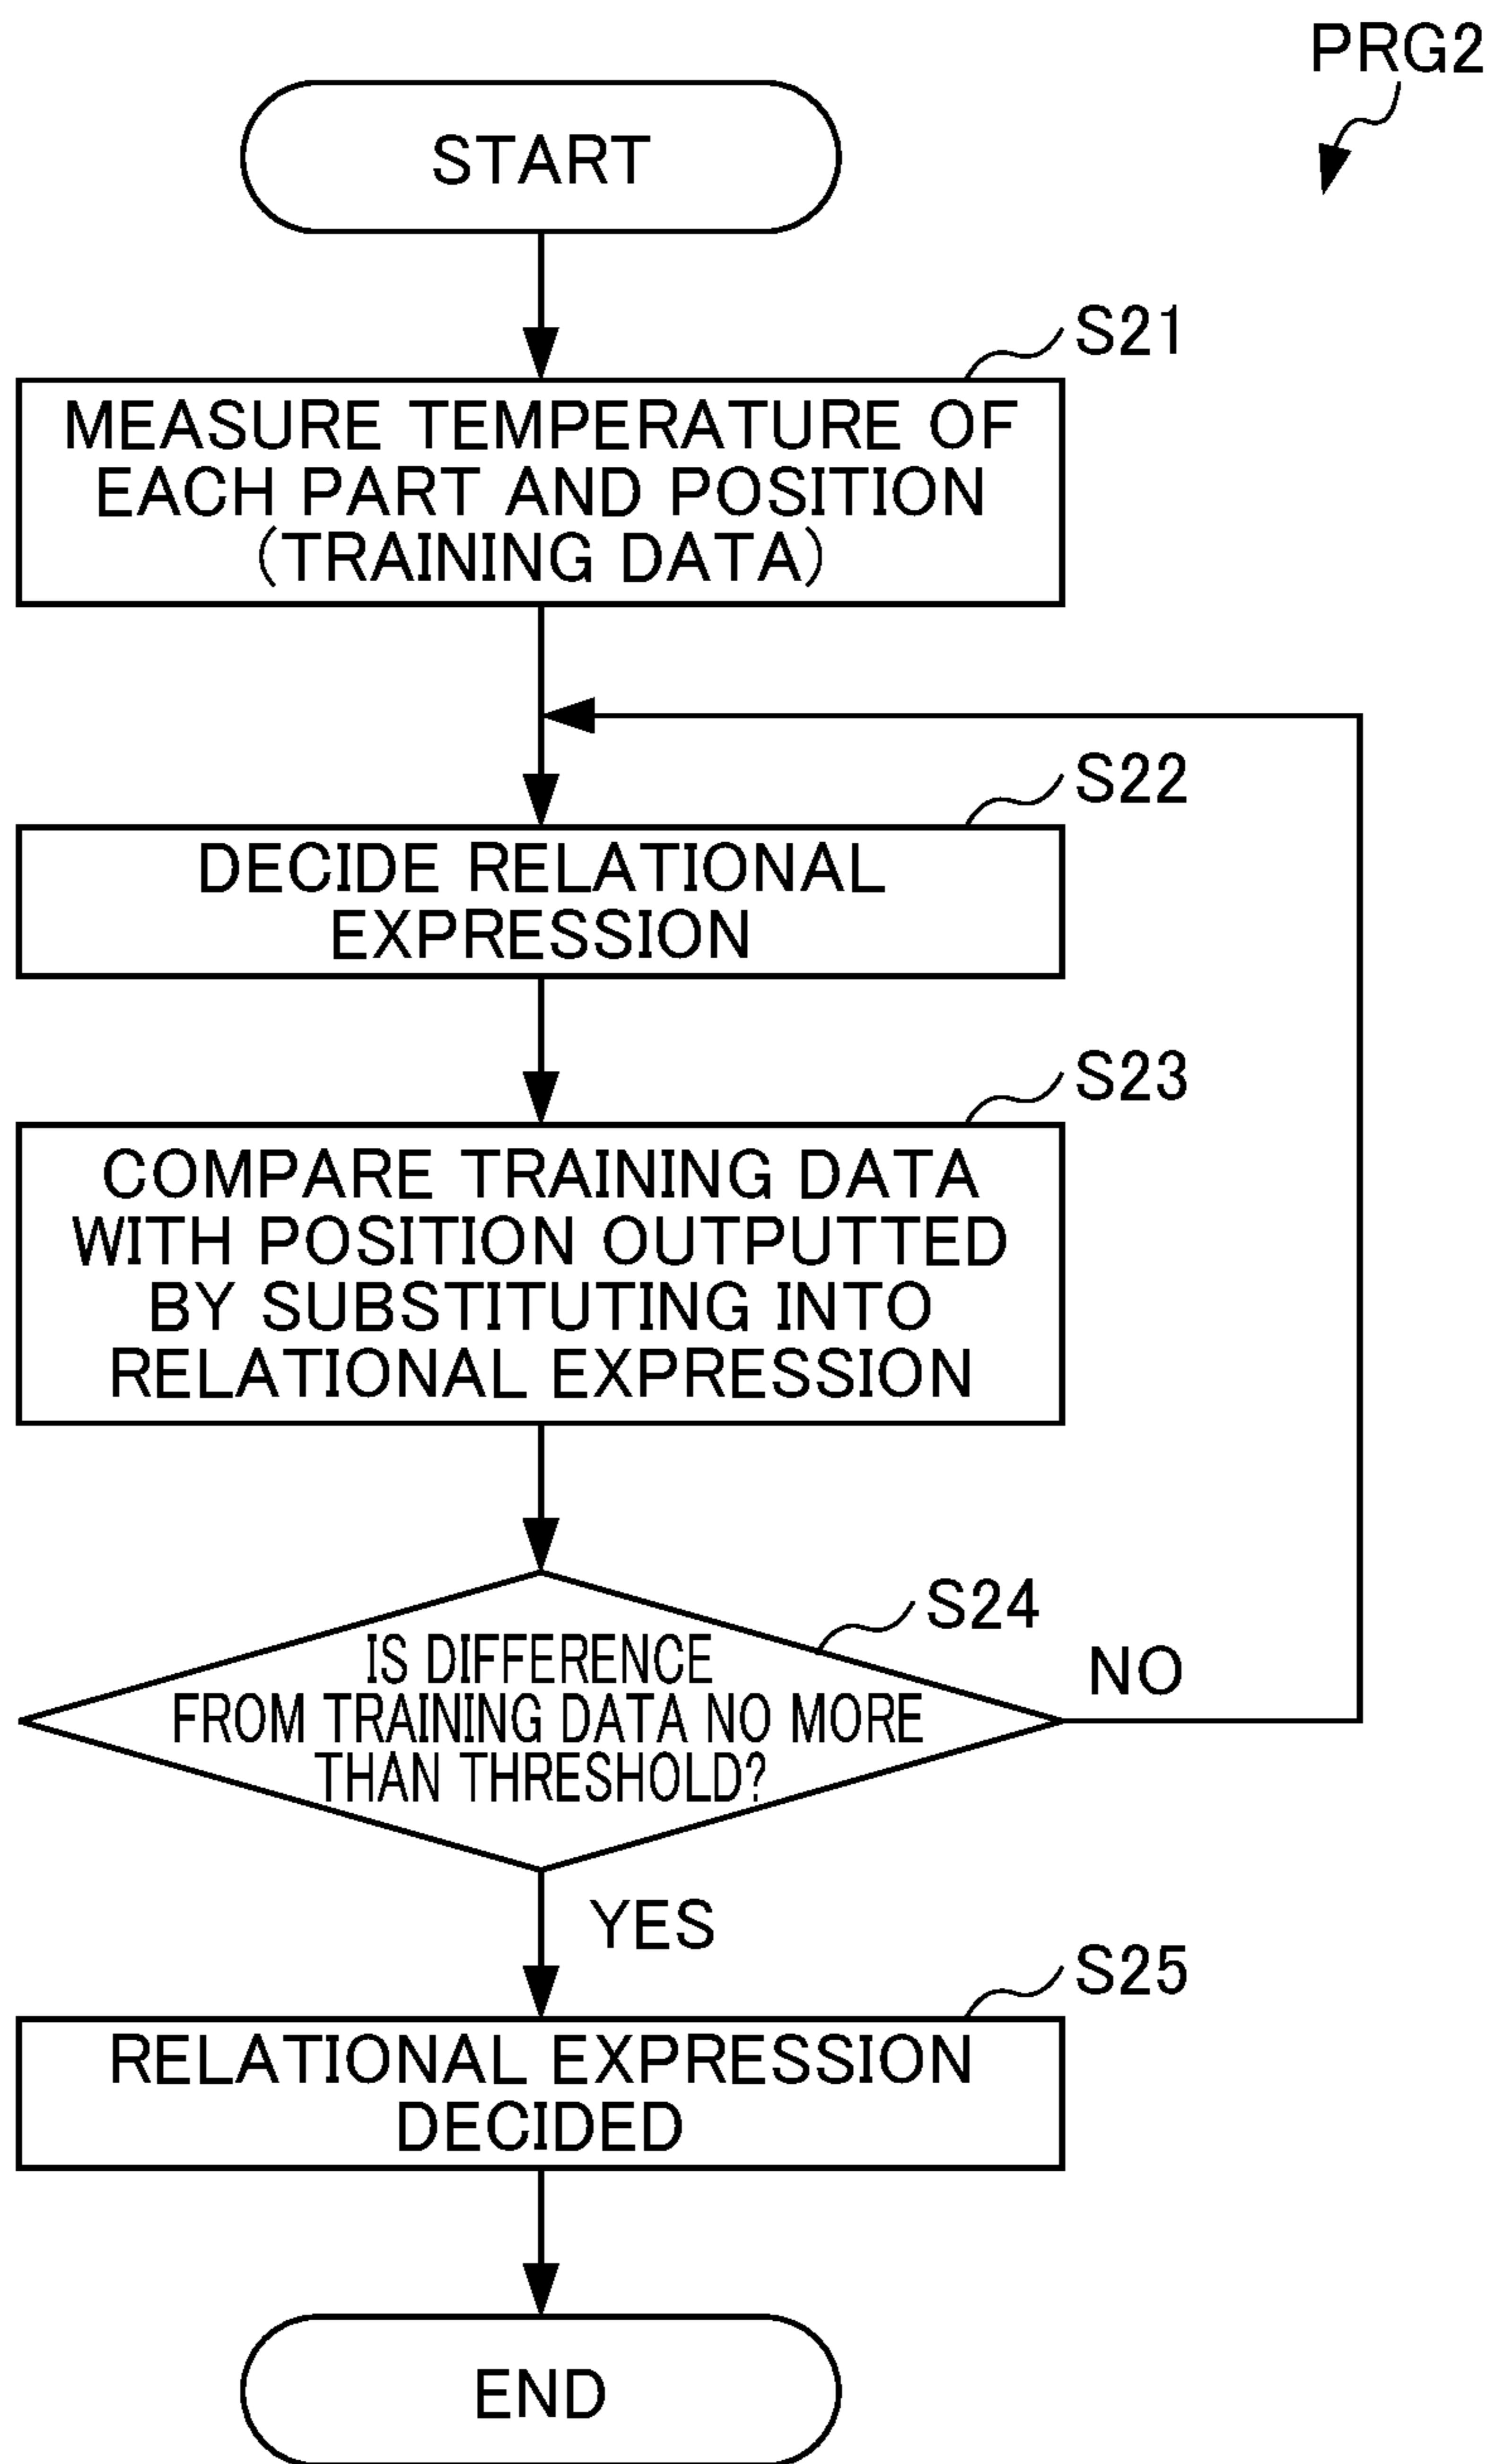 PRG2
START
S21
MEASURE TEMPERATURE OF
EACH PART AND POSITION
(TRAINING DATA)
S22
DECIDE RELATIONAL
EXPRESSION
S23
COMPARE TRAINING DATA
WITH POSITION OUTPUTTED
BY SUBSTITUTING INTO
RELATIONAL EXPRESSION
S24
IS DIFFERENCE
FROM TRAINING DATA NO MORE
THAN THRESHOLD?
NO
YES
S25
RELATIONAL EXPRESSION
DECIDED
END